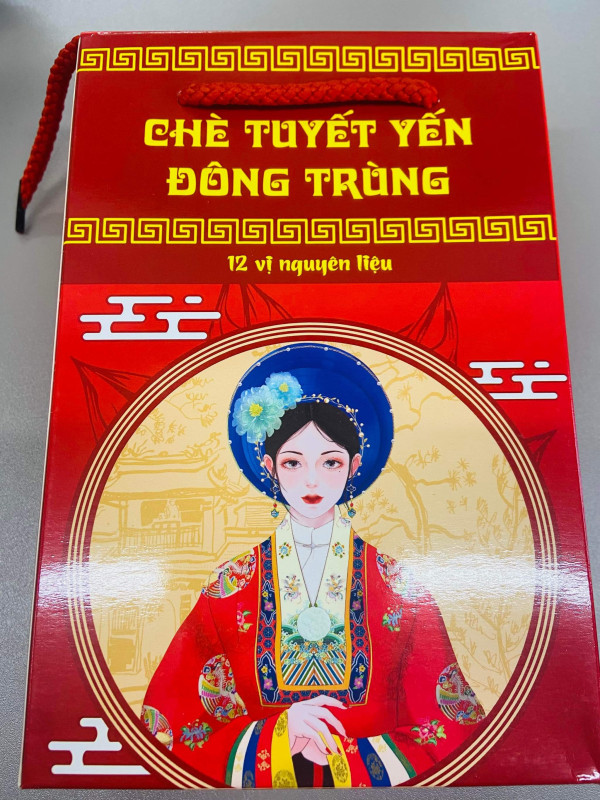 CHÈ TUYẾT YẾN
ĐÔNG TRÙNG
12 vị nguyên liệu